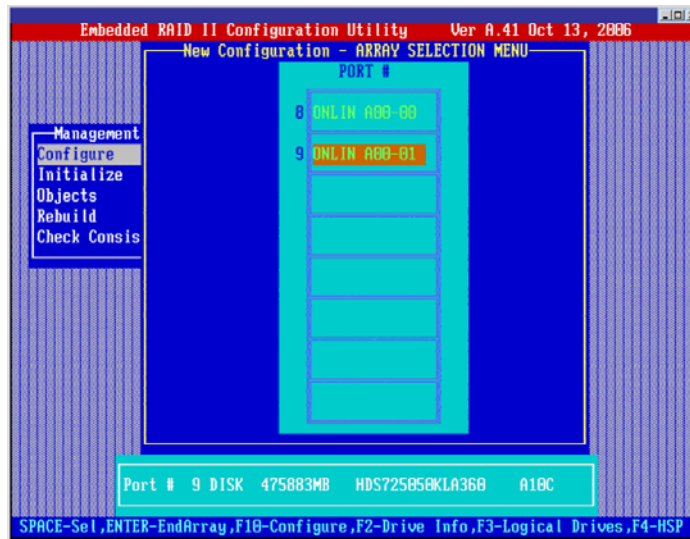 Embedded RAID II Configuration Utility Ver A.41 Oct 13, 2006
New Configuration - ARRAY SELECTION MENU
PORT #
8 ONLIN A00-00
Management
Configure
9 ONLIN A00-01
Initialize
Objects
Rebuild
Check Consis
Port # 9 DISK 475883MB HDS725050KLA360 A10C
SPACE-Sel,ENTER-EndArray,F10-Configure,F2-Drive Info,F3-Logical Drives,F4-HSP